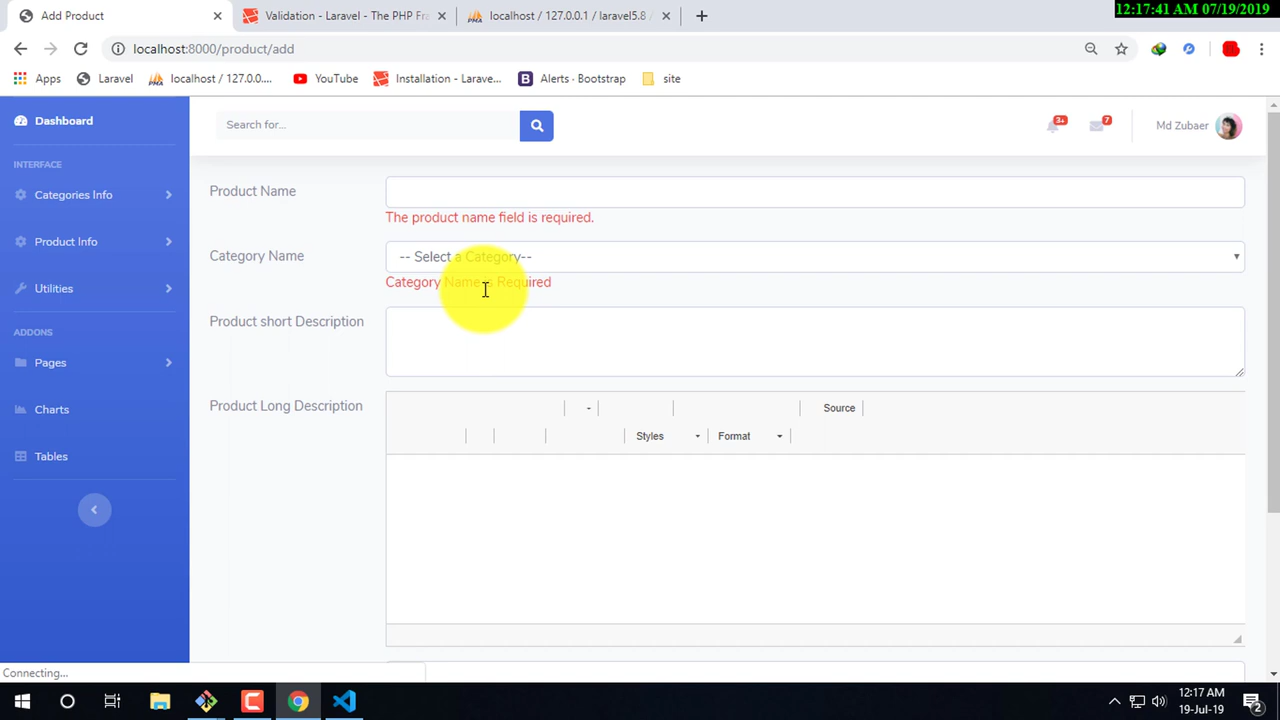 Add Product
Validation - Laravel - The PHP Fram
localhost / 127.0.0.1 / laravel5.8 /
12:17:41 AM 07/19/2019
localhost:8000/product/add
Apps
Laravel
localhost / 127.0.0....
YouTube
Installation - Larave...
Alerts · Bootstrap
site
Dashboard
Search for...
3+
7
Md Zubaer
INTERFACE
Categories Info
Product Info
Utilities
ADDONS
Pages
Charts
Tables
Product Name
The product name field is required.
Category Name
-- Select a Category--
Category Name is Required
Product short Description
Product Long Description
Source
Styles
Format
Connecting...
12:17 AM
19-Jul-19
2